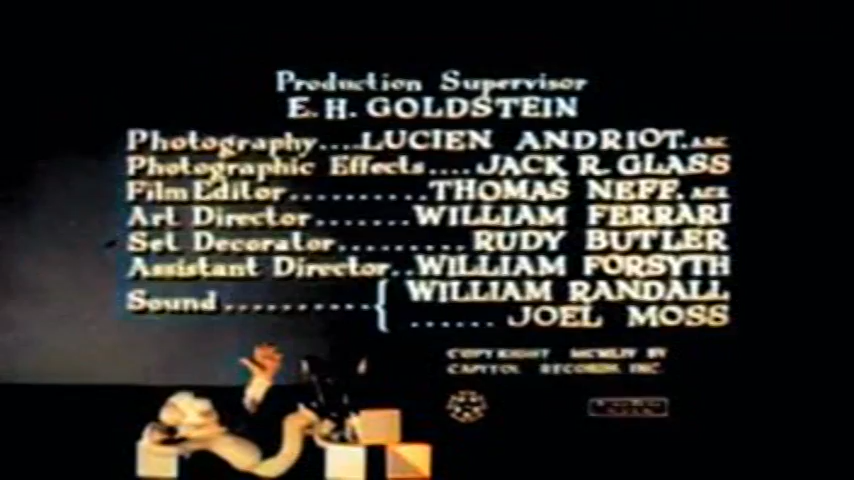 Production Supervisor
E. H. GOLDSTEIN
Photography....LUCIEN ANDRIOT. A.S.C.
Photographic Effects....JACK R. GLASS
Film Editor..........THOMAS NEFF, A.C.E.
Art Director.......WILLIAM FERRARI
Set Decorator.........RUDY BUTLER
Assistant Director..WILLIAM FORSYTH
Sound..........{ WILLIAM RANDALL
...... JOEL MOSS
COPYRIGHT MCMLIV BY
CAPITOL RECORDS, INC.